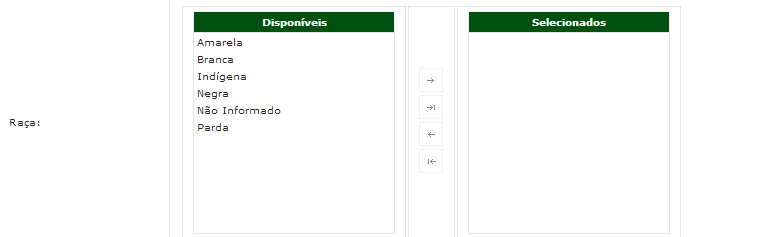 Disponíveis
Selecionados
Amarela
Branca
Indígena
Negra
Não Informado
Parda
Raça: